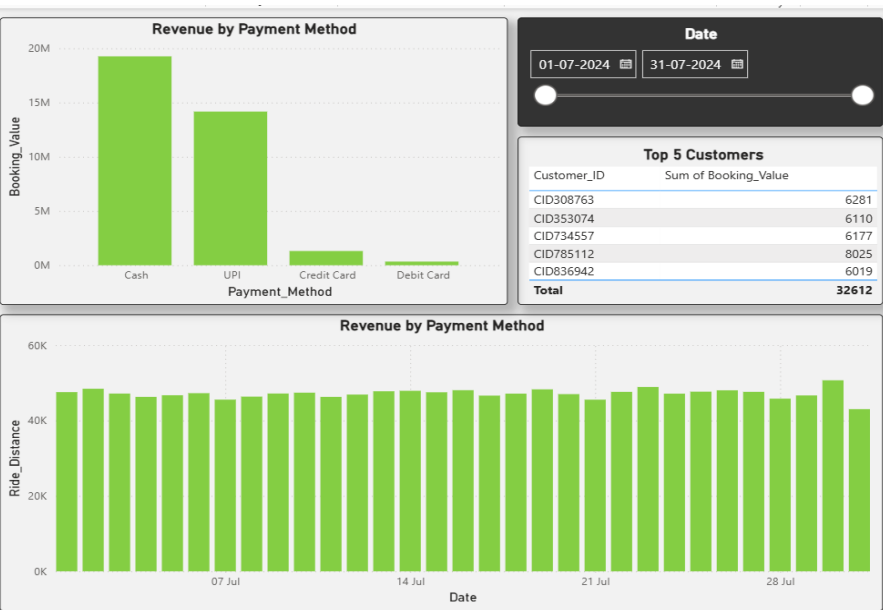 Revenue by Payment Method
20M
15M
10M
5M
0M
Booking_Value
Cash UPI Credit Card Debit Card
Payment_Method
Date
01-07-2024 31-07-2024
Top 5 Customers
Customer_ID Sum of Booking_Value
CID308763 6281
CID353074 6110
CID734557 6177
CID785112 8025
CID836942 6019
Total 32612
Revenue by Payment Method
60K
40K
20K
0K
Ride_Distance
07 Jul 14 Jul 21 Jul 28 Jul
Date